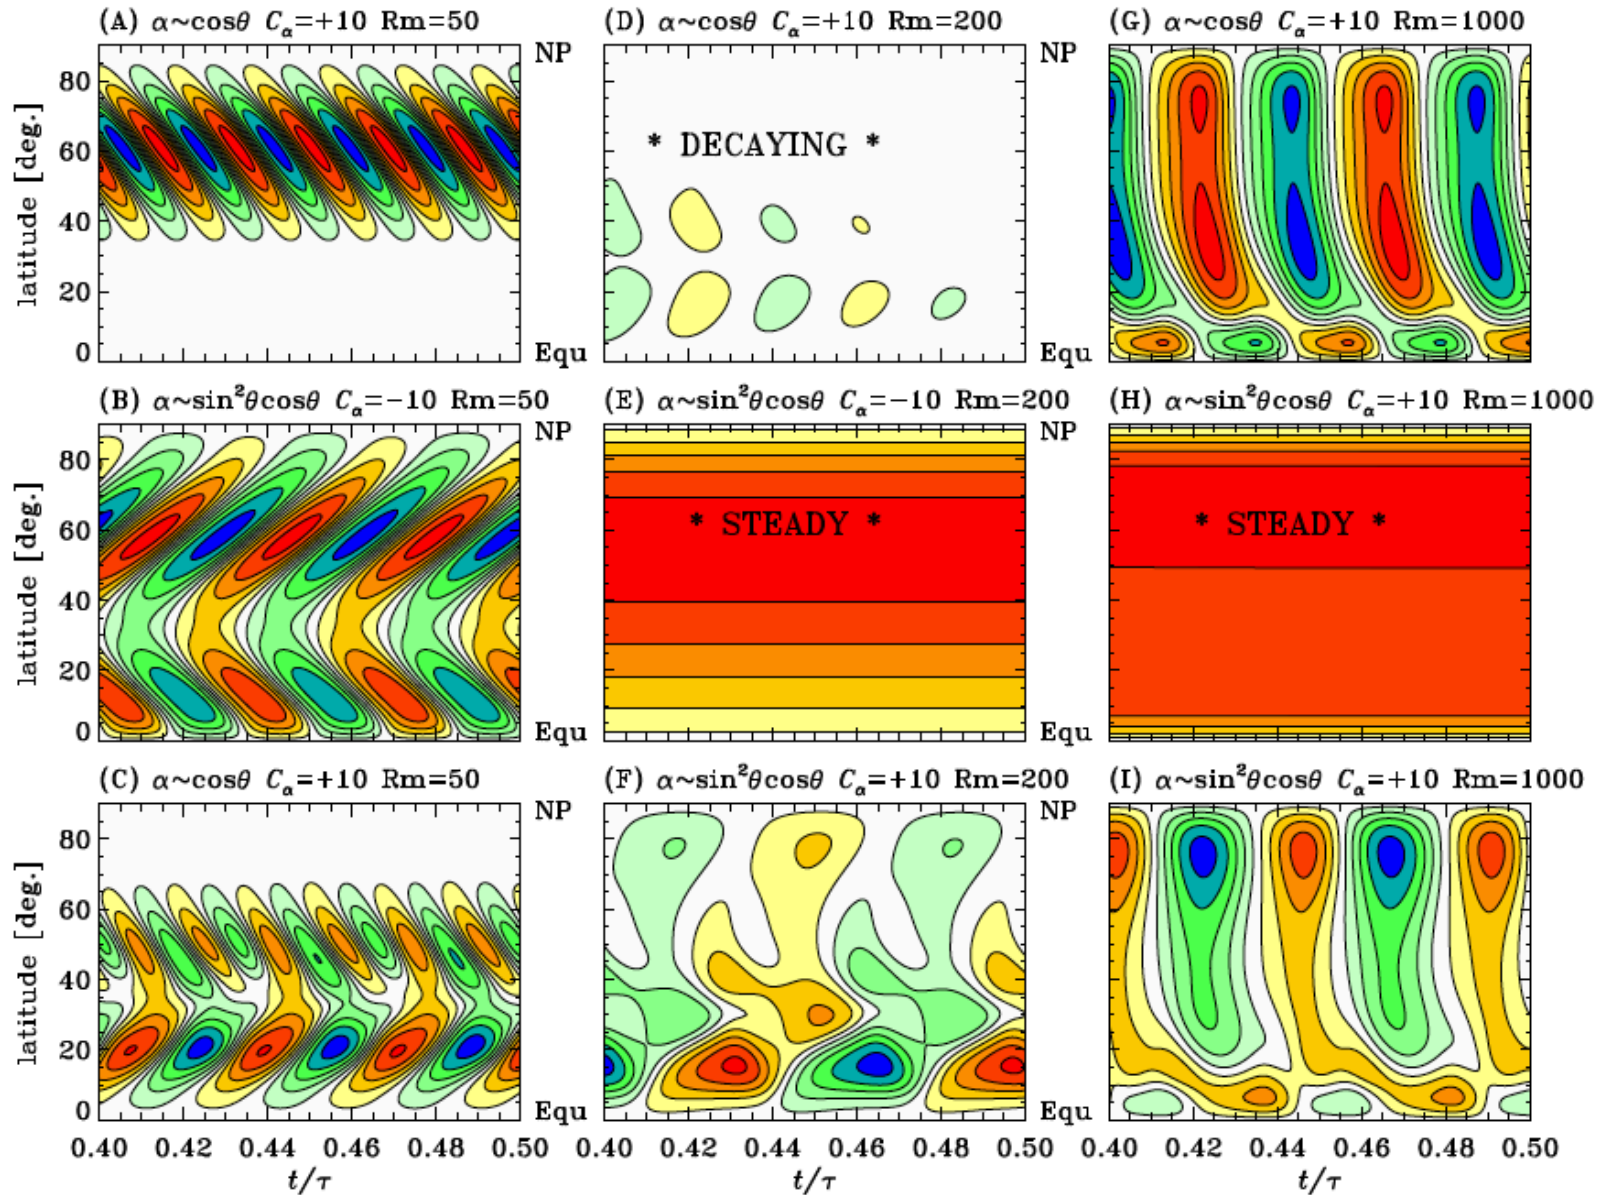 (A) α~cosθ Cα=+10 Rm=50
(D) α~cosθ Cα=+10 Rm=200
(G) α~cosθ Cα=+10 Rm=1000
NP
NP
80
60
40
20
0
latitude [deg.]
* DECAYING *
Equ
Equ
(B) α~sin²θcosθ Cα=−10 Rm=50
(E) α~sin²θcosθ Cα=−10 Rm=200
(H) α~sin²θcosθ Cα=+10 Rm=1000
NP
NP
80
60
40
20
0
latitude [deg.]
* STEADY *
* STEADY *
Equ
Equ
(C) α~cosθ Cα=+10 Rm=50
(F) α~sin²θcosθ Cα=+10 Rm=200
(I) α~sin²θcosθ Cα=+10 Rm=1000
NP
NP
80
60
40
20
0
latitude [deg.]
Equ
Equ
0.40 0.42 0.44 0.46 0.48 0.50
0.40 0.42 0.44 0.46 0.48 0.50
0.40 0.42 0.44 0.46 0.48 0.50
t/τ
t/τ
t/τ